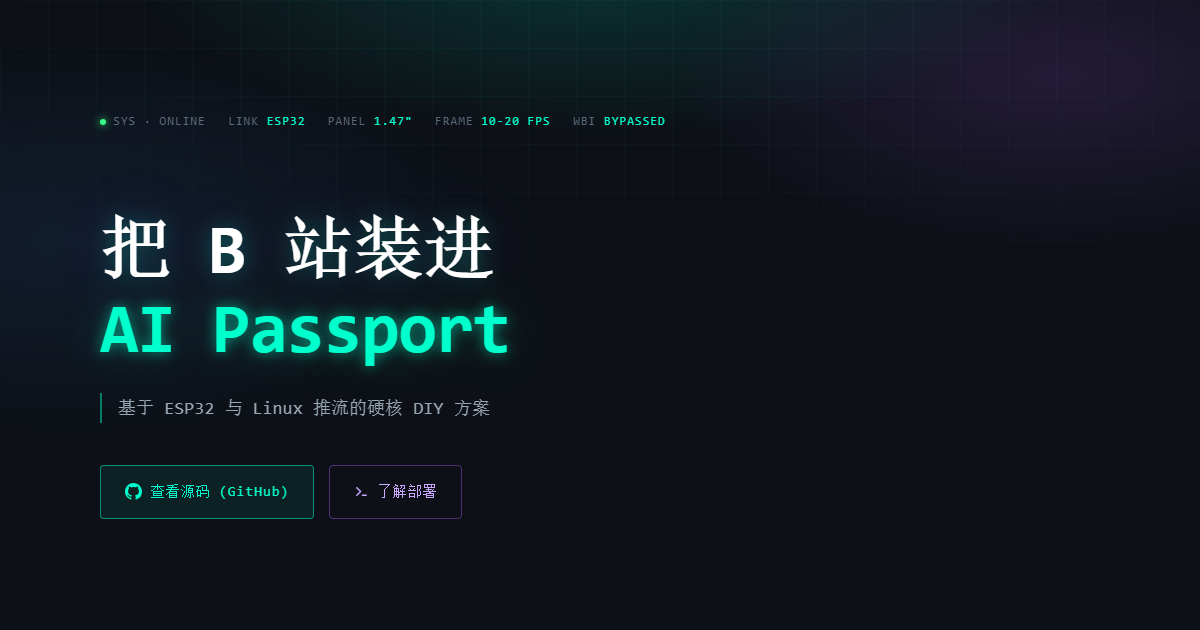 SYS · ONLINE LINK ESP32 PANEL 1.47" FRAME 10-20 FPS WBI BYPASSED
把 B 站装进
AI Passport
基于 ESP32 与 Linux 推流的硬核 DIY 方案
查看源码 (GitHub) >_ 了解部署